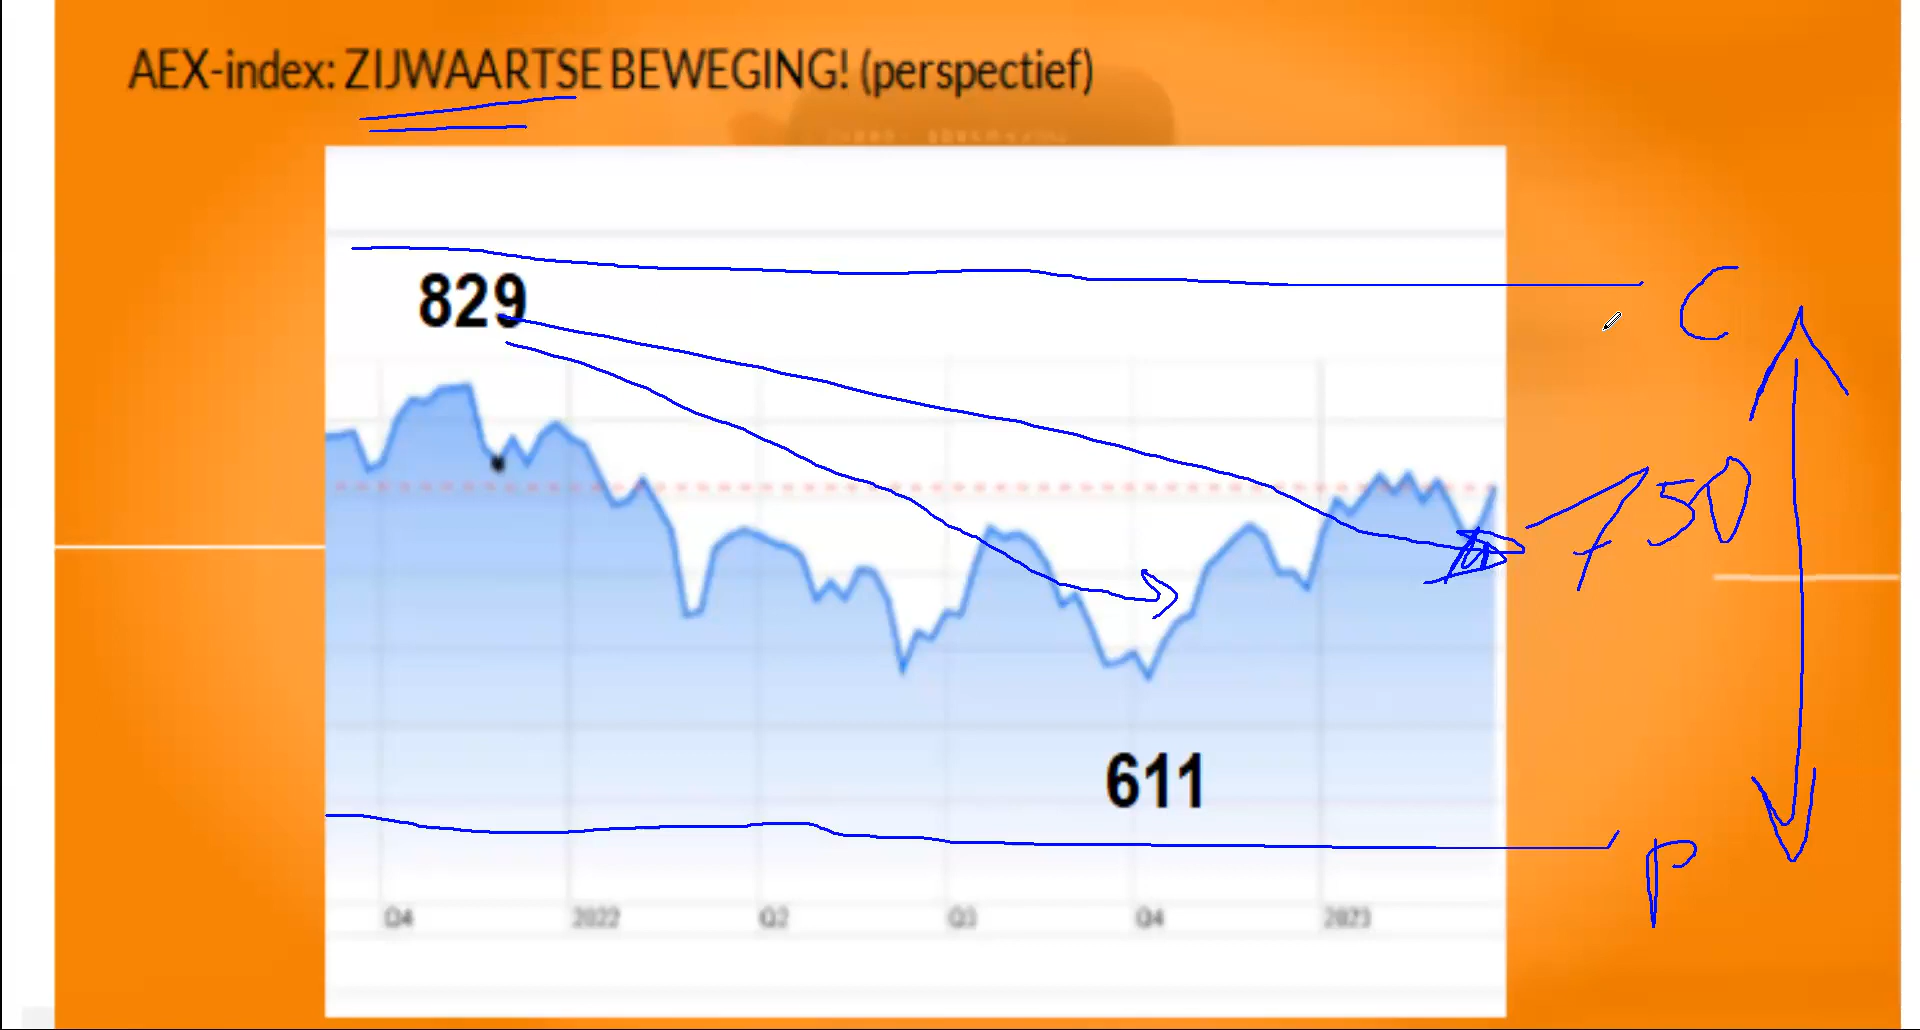 AEX-index: ZIJWAARTSE BEWEGING! (perspectief)
829
C
750
611
P
Q4 2022 Q2 Q3 Q4 2023